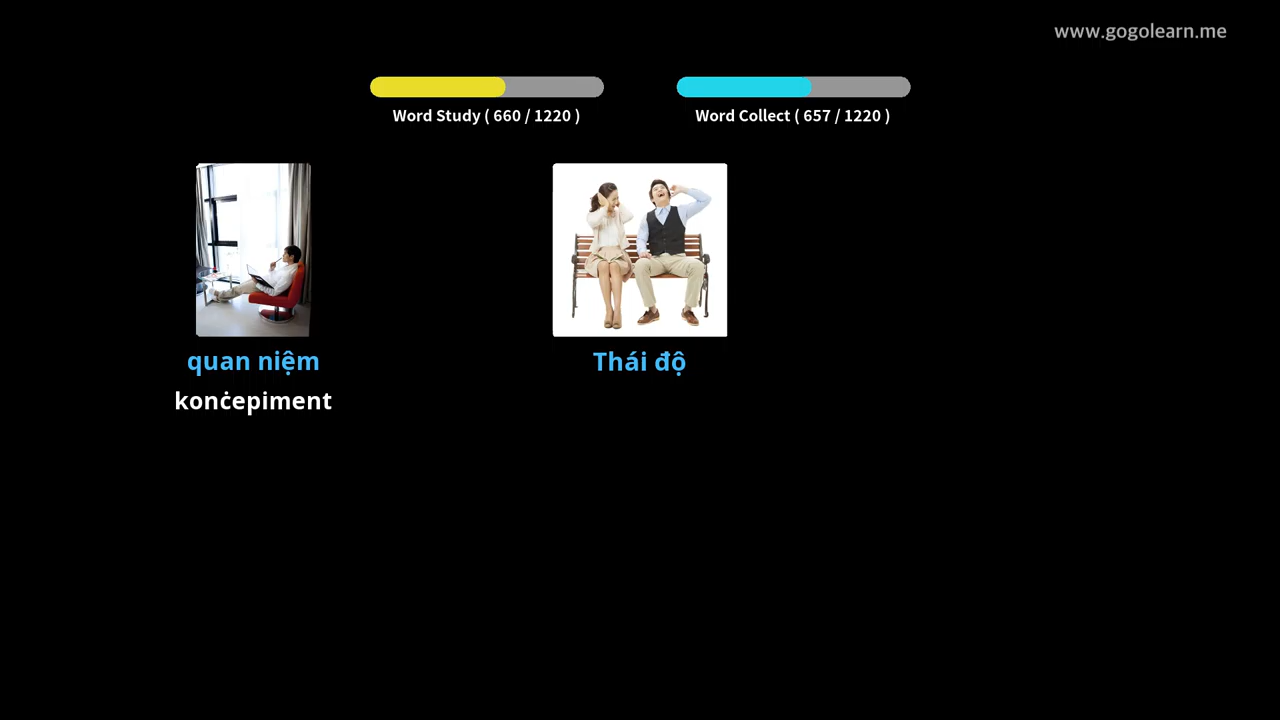 www.gogolearn.me
Word Study ( 660 / 1220 )
Word Collect ( 657 / 1220 )
quan niệm
konċepiment
Thái độ